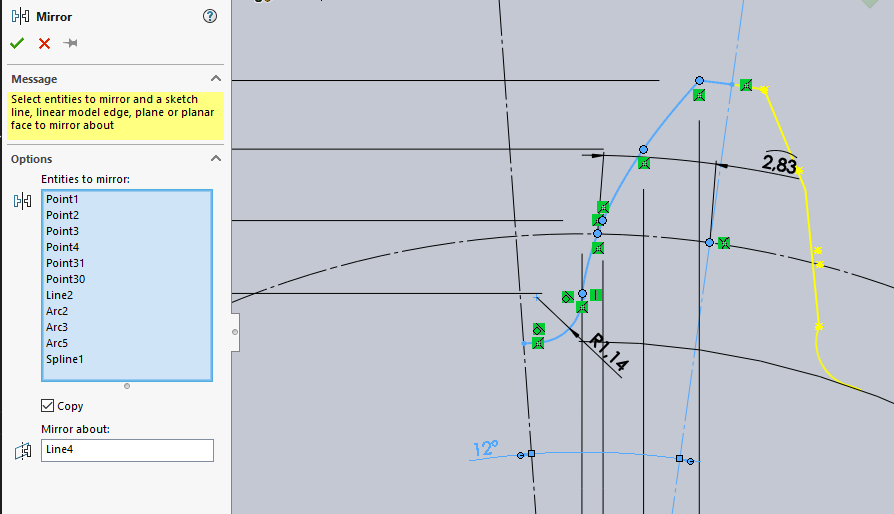 Mirror
?
Message
Select entities to mirror and a sketch
line, linear model edge, plane or planar
face to mirror about
Options
Entities to mirror:
Point1
Point2
Point3
Point4
Point31
Point30
Line2
Arc2
Arc3
Arc5
Spline1
Copy
Mirror about:
Line4
2,83
R1,14
12°